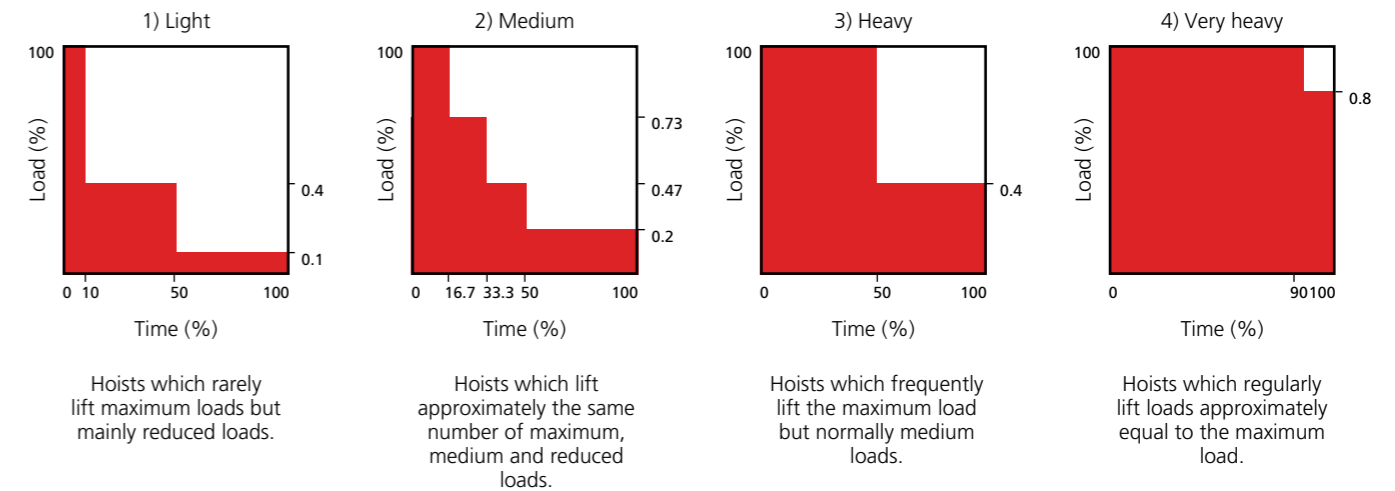 1) Light
100
Load (%)
0.4
0.1
0 10 50 100
Time (%)
Hoists which rarely
lift maximum loads but
mainly reduced loads.
2) Medium
100
Load (%)
0.73
0.47
0.2
0 16.7 33.3 50 100
Time (%)
Hoists which lift
approximately the same
number of maximum,
medium and reduced
loads.
3) Heavy
100
Load (%)
0.4
0 50 100
Time (%)
Hoists which frequently
lift the maximum load
but normally medium
loads.
4) Very heavy
100
Load (%)
0.8
0 90 100
Time (%)
Hoists which regularly
lift loads approximately
equal to the maximum
load.